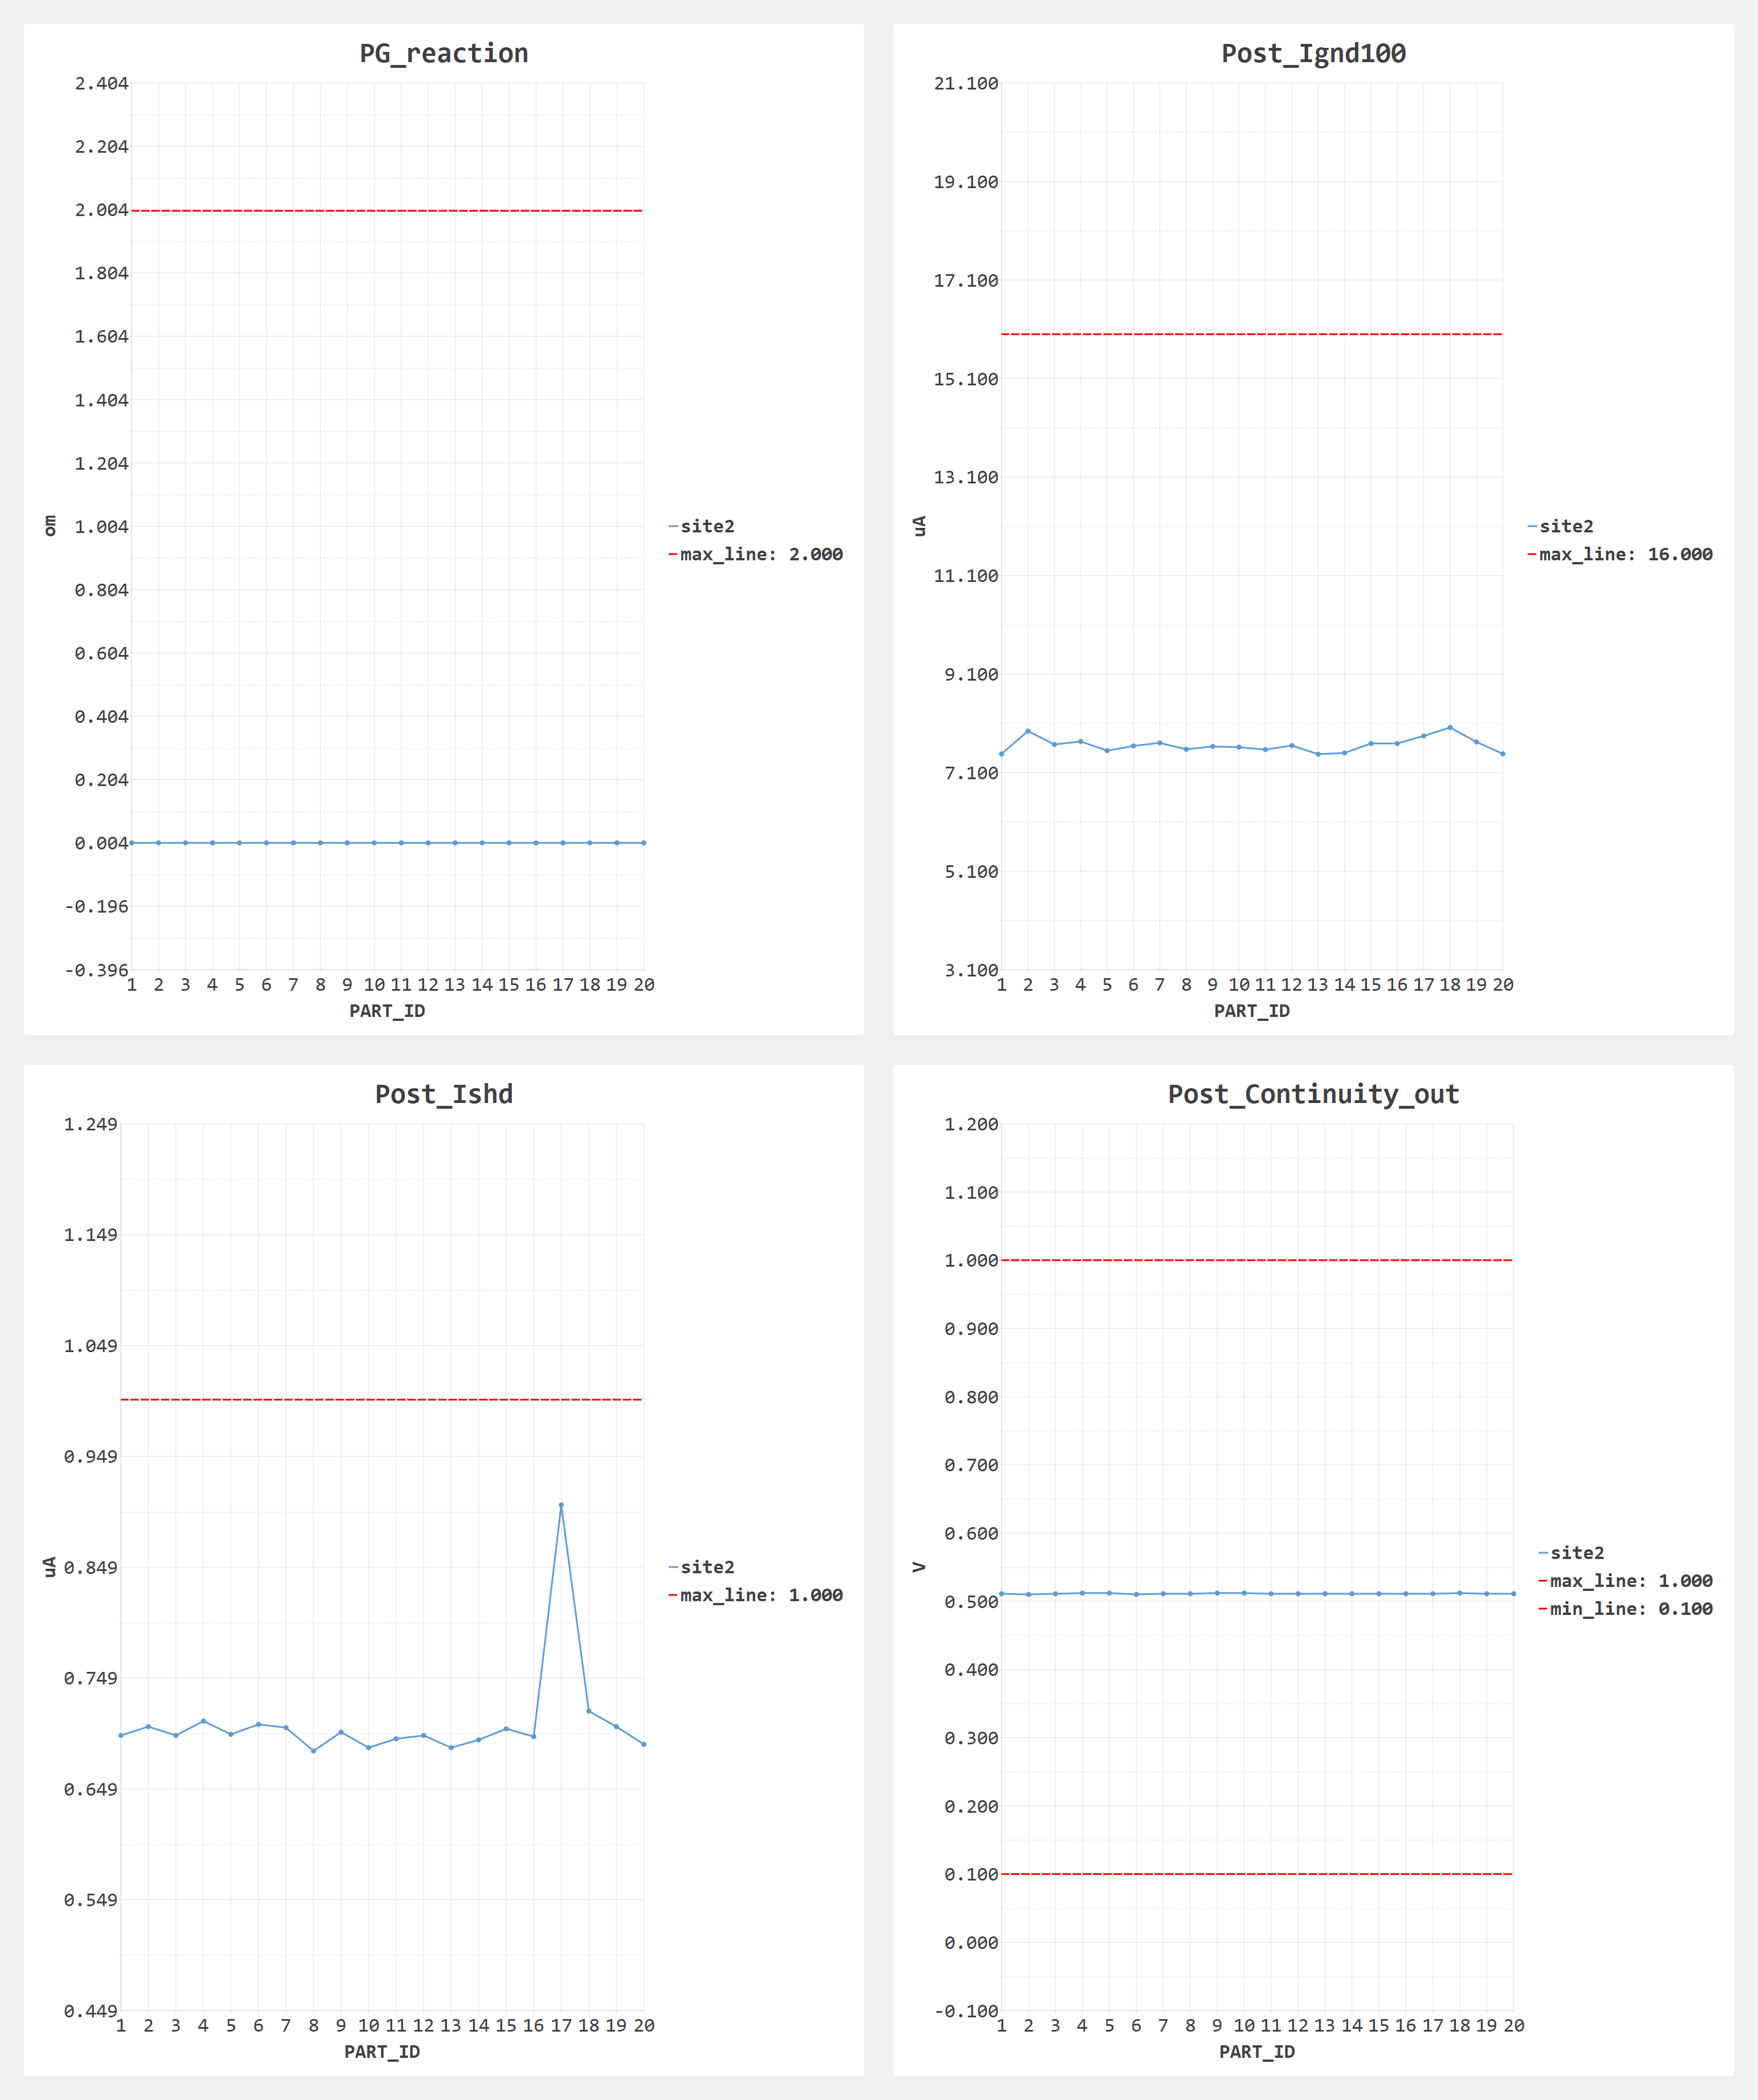 PG_reaction
2.404
2.204
2.004
1.804
1.604
1.404
1.204
1.004
0.804
0.604
0.404
0.204
0.004
-0.196
-0.396
om
1 2 3 4 5 6 7 8 9 10 11 12 13 14 15 16 17 18 19 20
PART_ID
site2
max_line: 2.000
Post_Ignd100
21.100
19.100
17.100
15.100
13.100
11.100
9.100
7.100
5.100
3.100
uA
1 2 3 4 5 6 7 8 9 10 11 12 13 14 15 16 17 18 19 20
PART_ID
site2
max_line: 16.000
Post_Ishd
1.249
1.149
1.049
0.949
0.849
0.749
0.649
0.549
0.449
uA
1 2 3 4 5 6 7 8 9 10 11 12 13 14 15 16 17 18 19 20
PART_ID
site2
max_line: 1.000
Post_Continuity_out
1.200
1.100
1.000
0.900
0.800
0.700
0.600
0.500
0.400
0.300
0.200
0.100
0.000
-0.100
V
1 2 3 4 5 6 7 8 9 10 11 12 13 14 15 16 17 18 19 20
PART_ID
site2
max_line: 1.000
min_line: 0.100